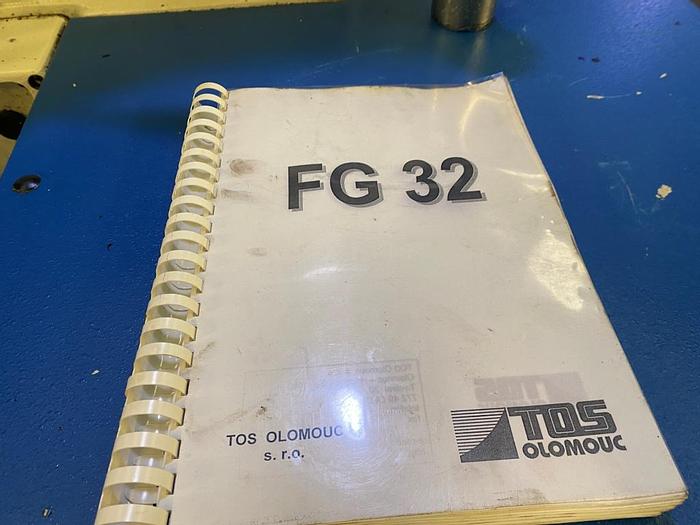 FG 32
TOS OLOMOUC
s. r.o.
TOS
OLOMOUC